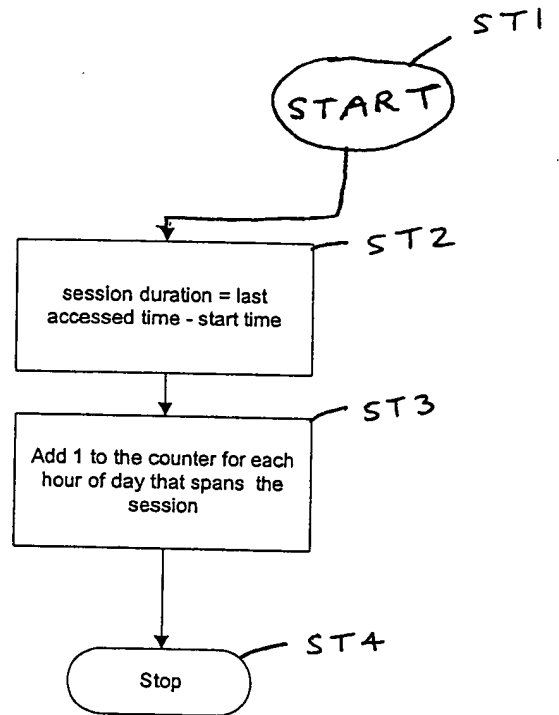 ST1
START
ST2
session duration = last
accessed time - start time
ST3
Add 1 to the counter for each
hour of day that spans the
session
ST4
Stop